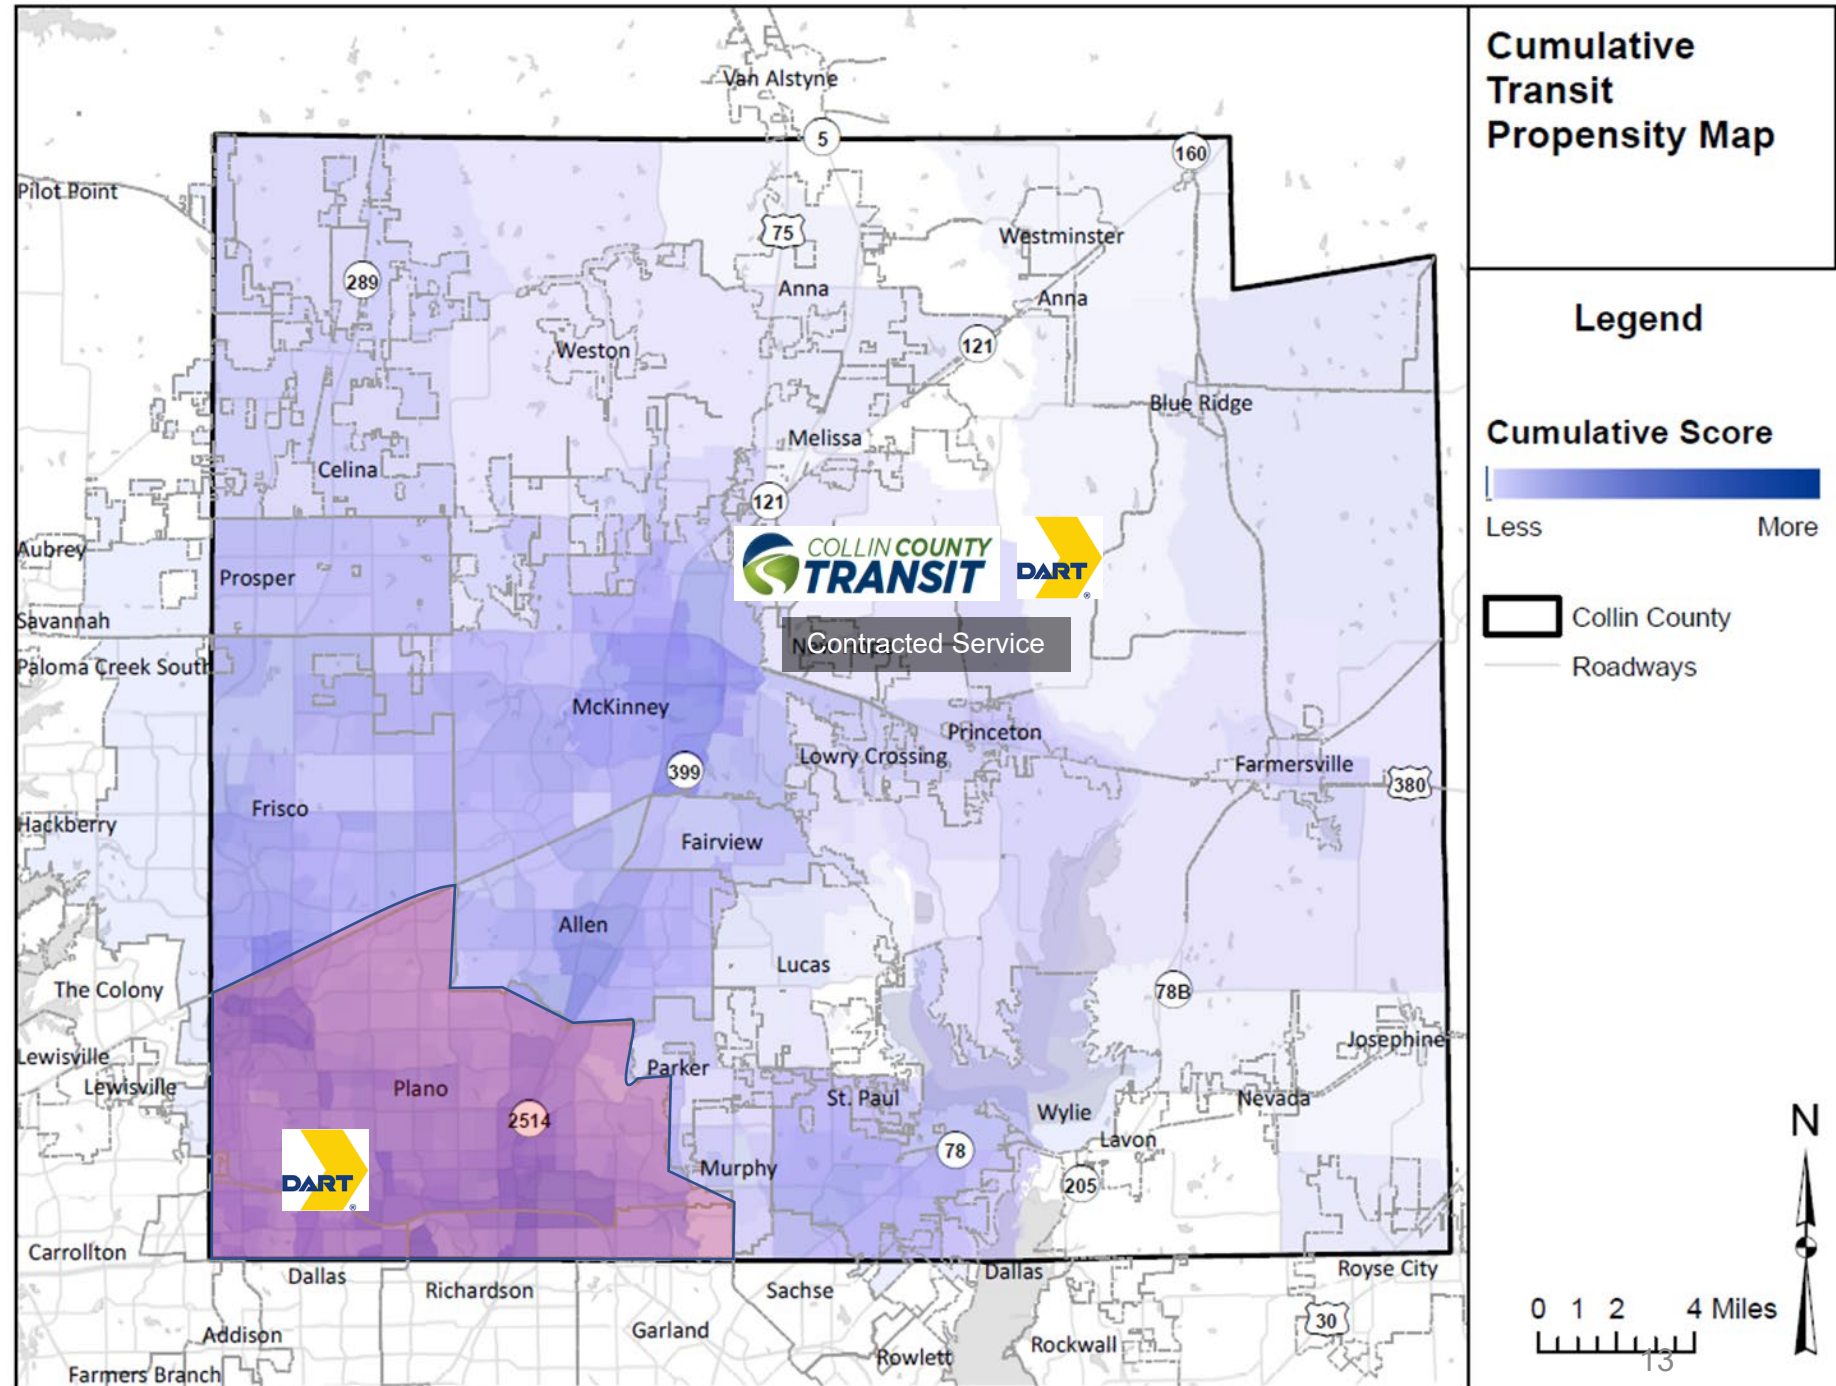 Cumulative
Transit
Propensity Map
Legend
Cumulative Score
Less More
Collin County
Roadways
Van Alstyne
5
160
Pilot Point
75
Westminster
289
Anna
Anna
121
Weston
Blue Ridge
Melissa
Celina
121
Aubrey
COLLIN COUNTY
TRANSIT
DART
®
Prosper
Savannah
Contracted Service
Paloma Creek South
McKinney
Princeton
Lowry Crossing
Farmersville
399
380
Frisco
Hackberry
Fairview
Allen
Lucas
The Colony
78B
Josephine
Lewisville
Parker
Lewisville
Plano
St. Paul
Nevada
Wylie
2514
Lavon
78
Murphy
DART
®
205
Carrollton
Dallas
Richardson
Sachse
Dallas
Royse City
Addison
Garland
Rockwall
30
Rowlett
Farmers Branch
N
0 1 2 4 Miles
13